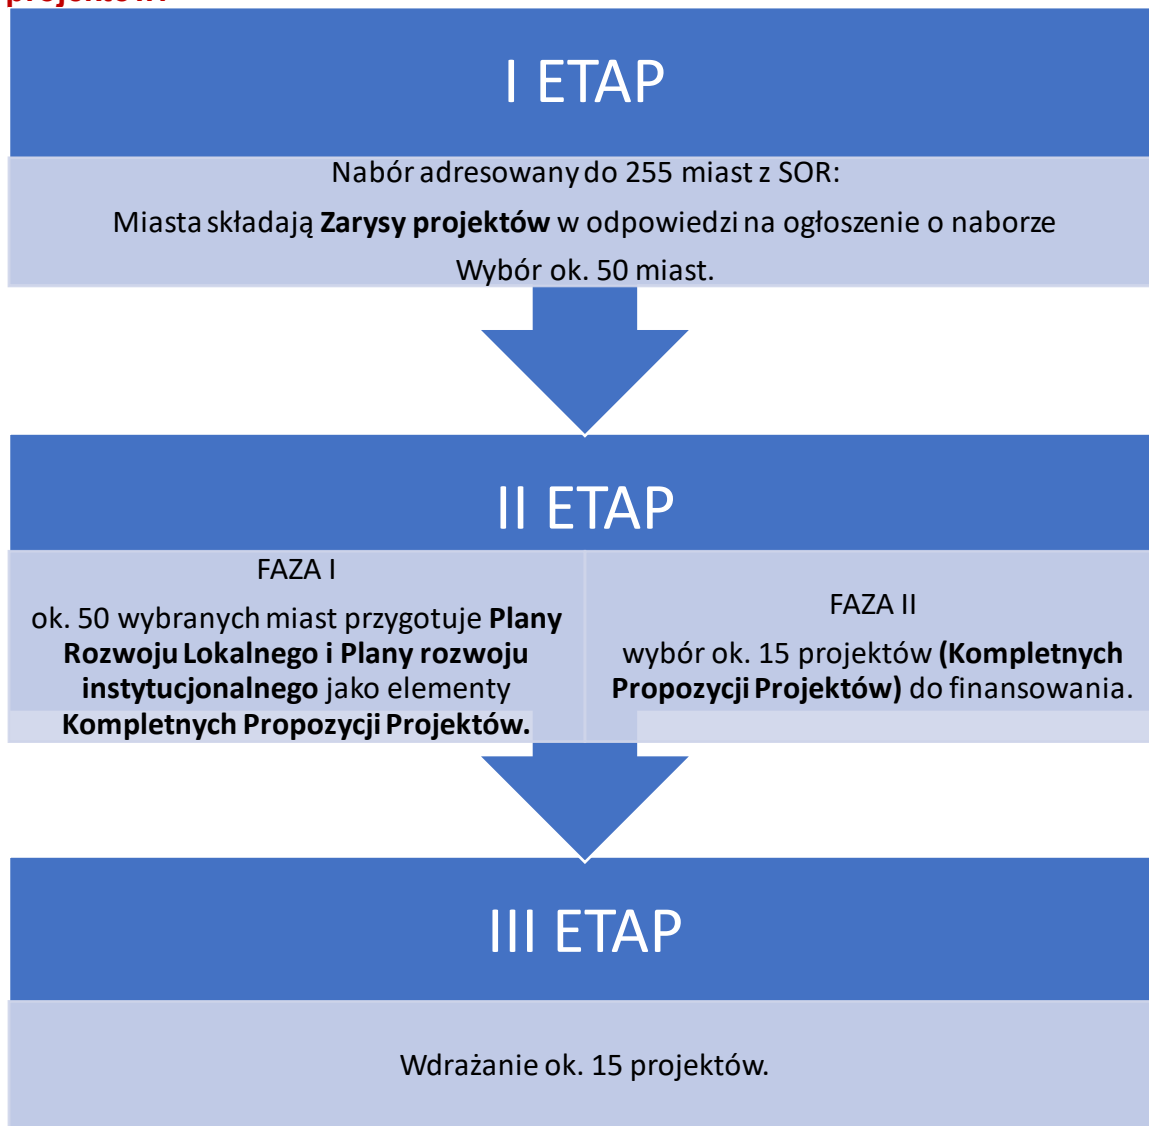 I ETAP
Nabór adresowany do 255 miast z SOR:
Miasta składają Zarysy projektów w odpowiedzi na ogłoszenie o naborze
Wybór ok. 50 miast.
II ETAP
FAZA I
ok. 50 wybranych miast przygotuje Plany
Rozwoju Lokalnego i Plany rozwoju
instytucjonalnego jako elementy
Kompletnych Propozycji Projektów.
FAZA II
wybór ok. 15 projektów (Kompletnych
Propozycji Projektów) do finansowania.
III ETAP
Wdrażanie ok. 15 projektów.